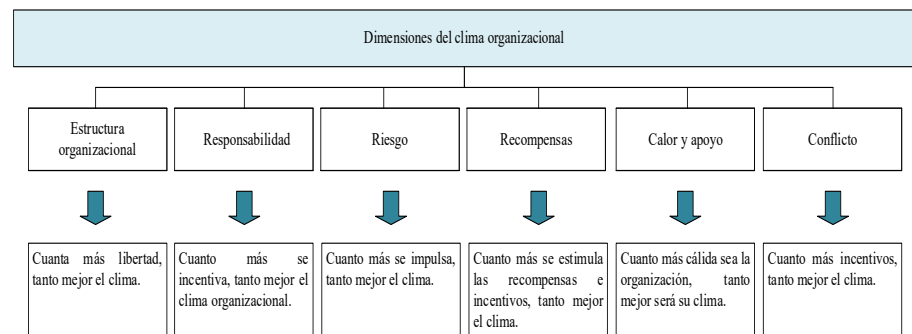 Dimensiones del clima organizacional
Estructura
organizacional
Responsabilidad
Riesgo
Recompensas
Calor y apoyo
Conflicto
Cuanta más libertad,
tanto mejor el clima.
Cuanto más se
incentiva, tanto mejor
el clima organizacional.
Cuanto más se impulsa,
tanto mejor el clima.
Cuanto más se estimula
las recompensas e
incentivos, tanto mejor
el clima.
Cuanto más cálida sea la
organización, tanto
mejor será su clima.
Cuanto más incentivos,
tanto mejor el clima.